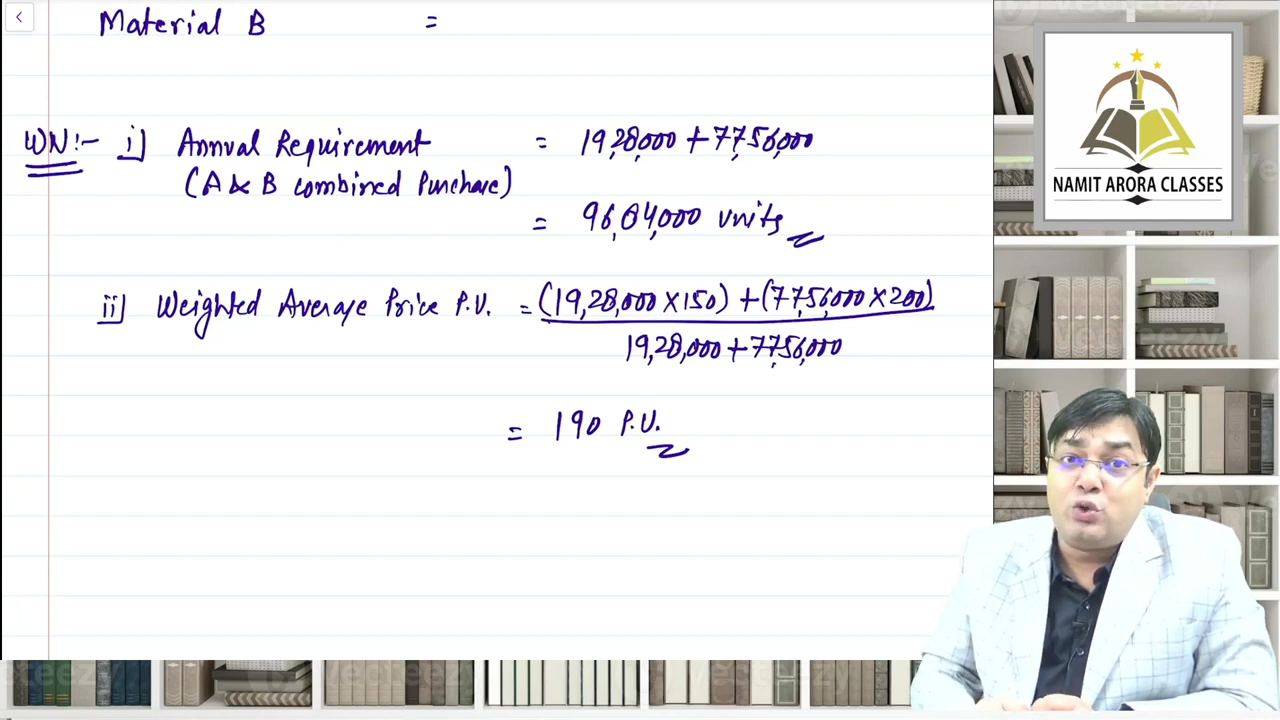 Material B =
WN:- i] Annual Requirement = 19,28,000 + 77,56,000
(A & B combined Purchase)
= 96,84,000 units
ii] Weighted Average Price P.U. = (19,28,000 × 150) + (77,56,000 × 200)
19,28,000 + 77,56,000
= 190 P.U.
NAMIT ARORA CLASSES
vecteezy